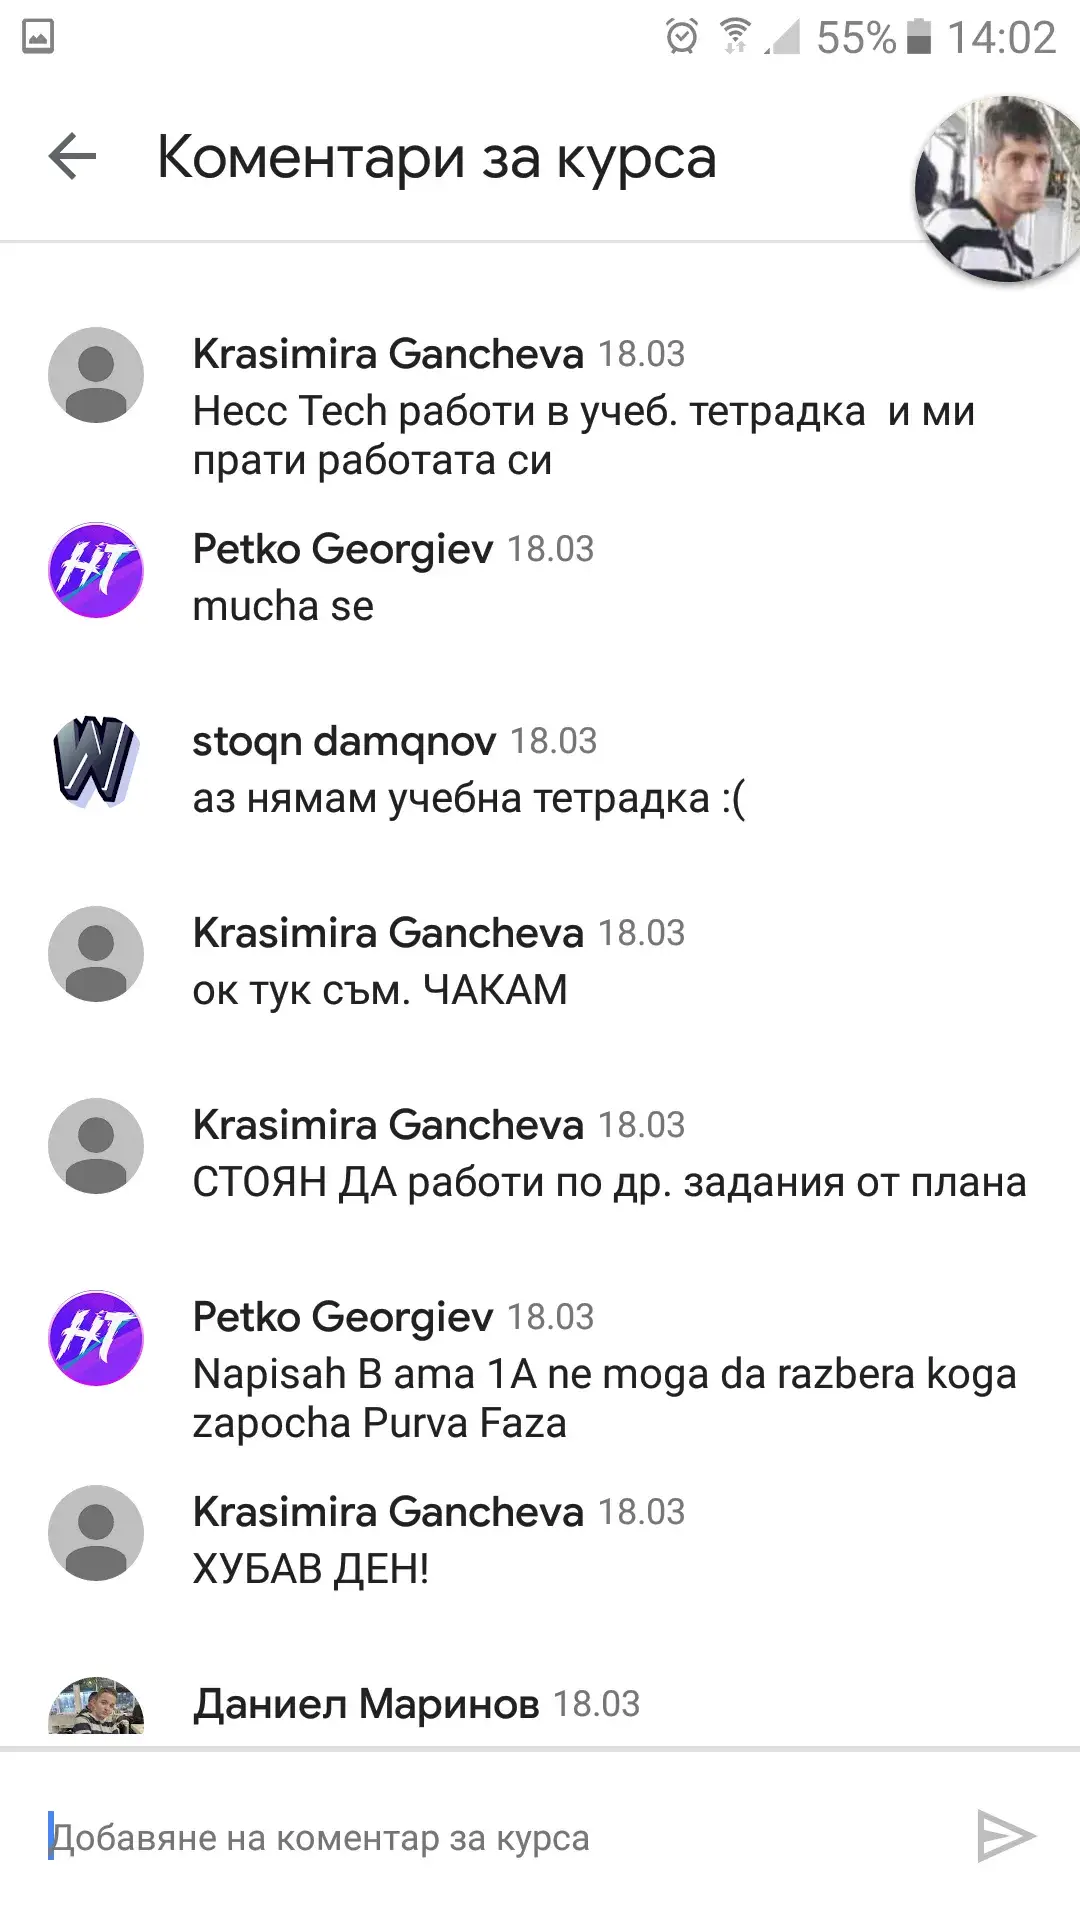 55% 14:02
Коментари за курса
Krasimira Gancheva 18.03
Несс Tech работи в учеб. тетрадка и ми
прати работата си
HT
Petko Georgiev 18.03
mucha se
W
stoqn damqnov 18.03
аз нямам учебна тетрадка :(
Krasimira Gancheva 18.03
ок тук съм. ЧАКАМ
Krasimira Gancheva 18.03
СТОЯН ДА работи по др. задания от плана
HT
Petko Georgiev 18.03
Napisah B ama 1A ne moga da razbera koga
zapocha Purva Faza
Krasimira Gancheva 18.03
ХУБАВ ДЕН!
Даниел Маринов 18.03
Добавяне на коментар за курса